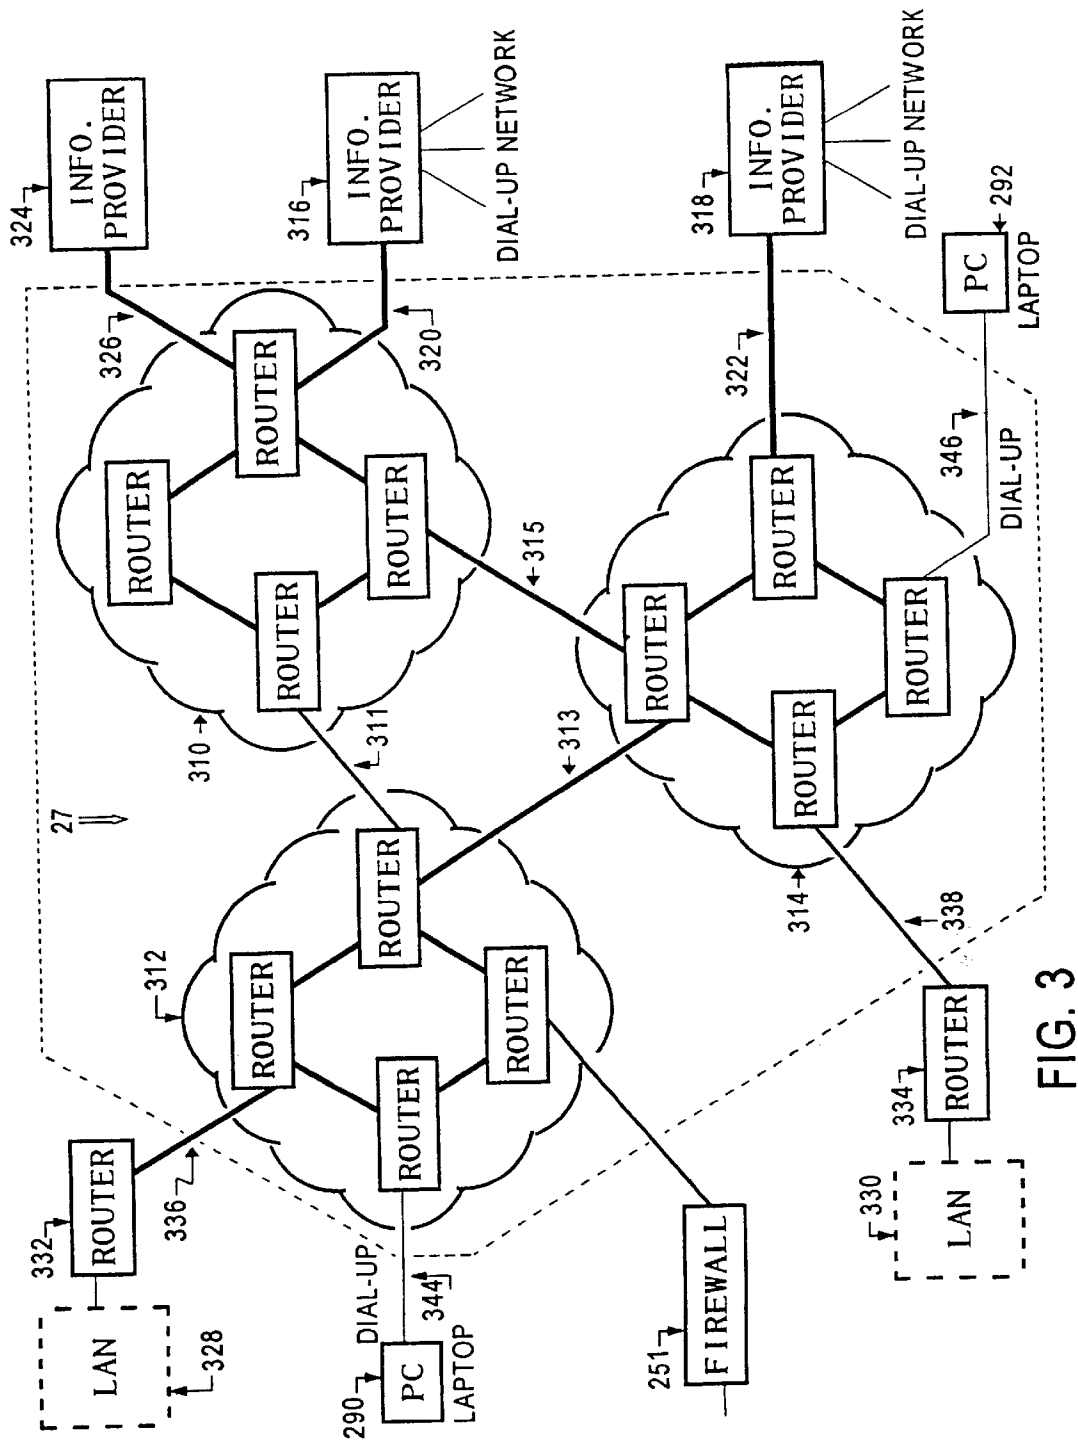 324
27
332
INFO.
PROVIDER
LAN
ROUTER
326
336
328
ROUTER
312
310
ROUTER
ROUTER
ROUTER
316
290
DIAL-UP
311
INFO.
PROVIDER
ROUTER
ROUTER
PC
ROUTER
344
320
LAPTOP
DIAL-UP NETWORK
ROUTER
315
313
ROUTER
251
318
FIREWALL
322
INFO.
PROVIDER
ROUTER
314
ROUTER
330
334
ROUTER
DIAL-UP NETWORK
338
346
LAN
ROUTER
PC
292
DIAL-UP
LAPTOP
FIG. 3